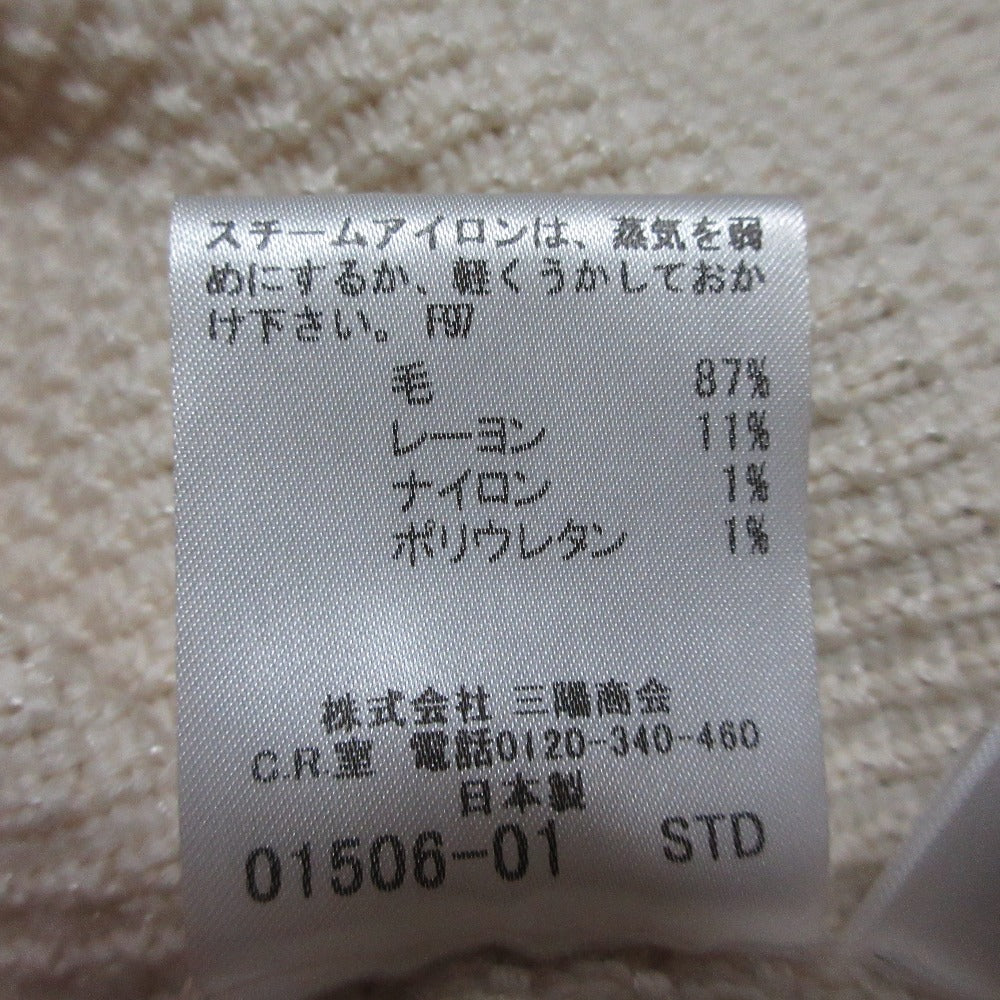 スチームアイロンは、蒸気を弱
めにするか、軽くうかしておか
け下さい。
毛 87%
レーヨン 11%
ナイロン 1%
ポリウレタン 1%
株式会社 三陽商会
C.R.室 電話0120-340-460
日本製
01506-01 STD